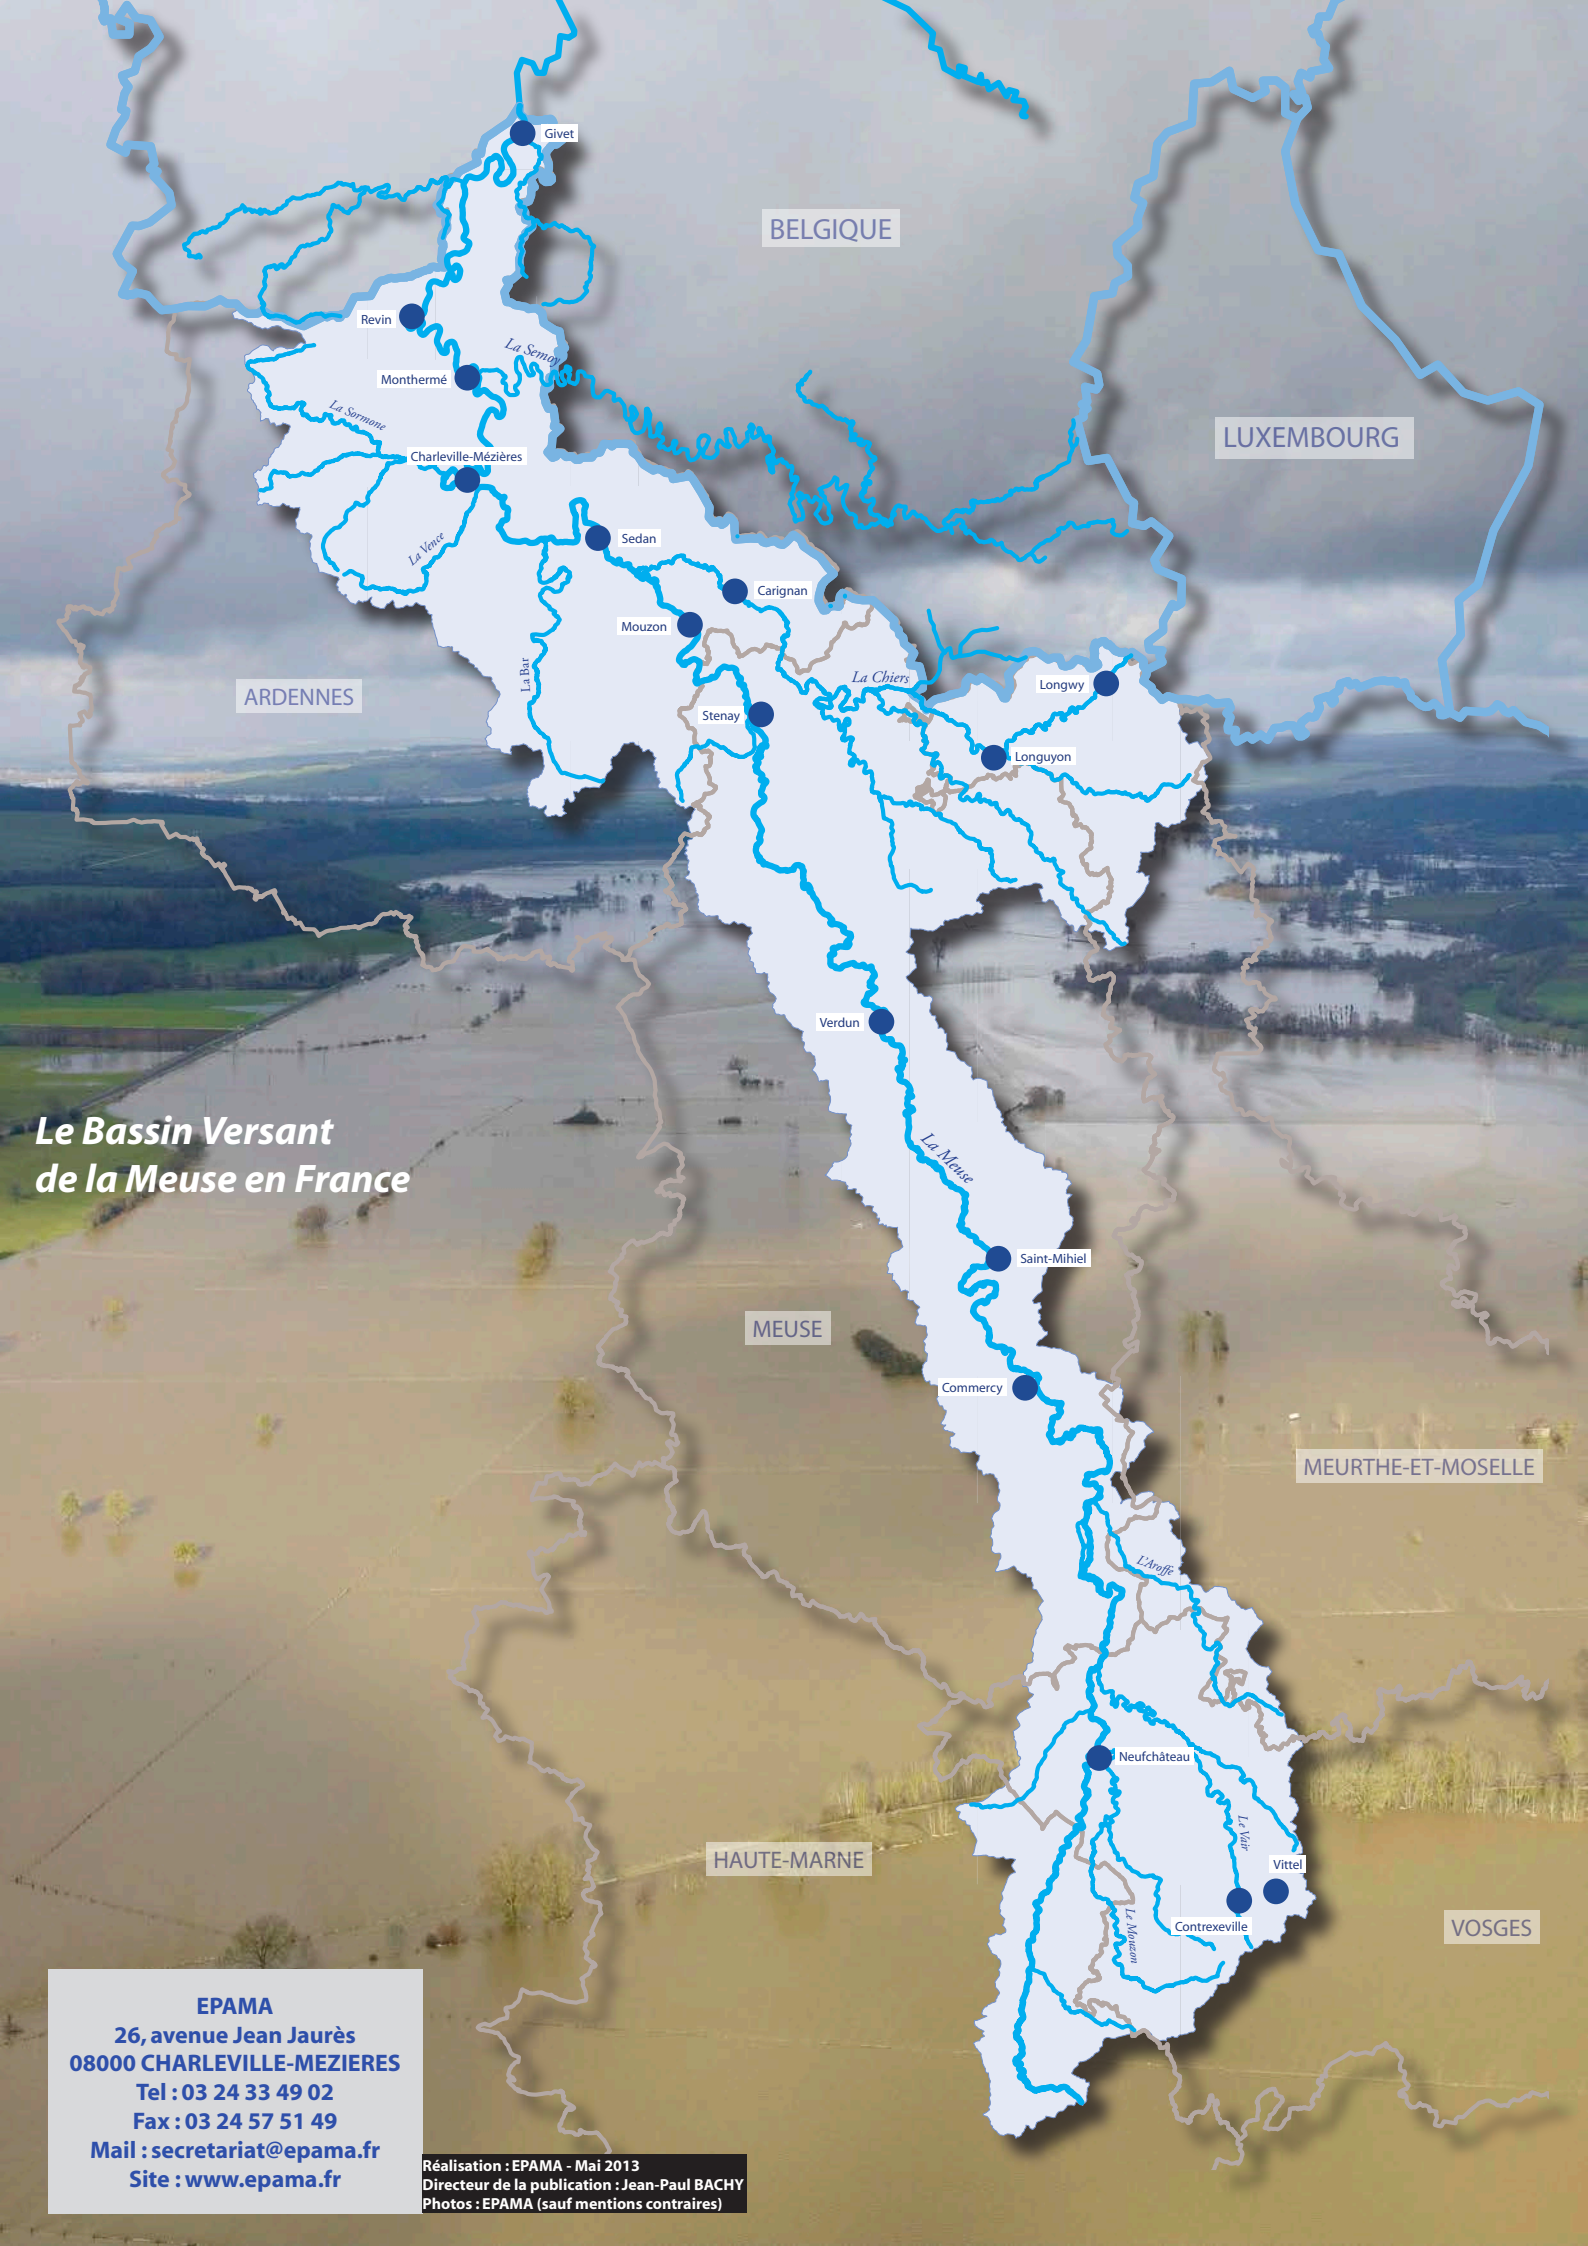 Givet
BELGIQUE
Revin
La Semoy
Monthermé
La Sormone
LUXEMBOURG
Charleville-Mézières
La Vence
Sedan
Carignan
Mouzon
La Bar
La Chiers
Longwy
ARDENNES
Stenay
Longuyon
Verdun
Le Bassin Versant
de la Meuse en France
La Meuse
Saint-Mihiel
MEUSE
Commercy
MEURTHE-ET-MOSELLE
L'Aroffe
Neufchâteau
Le Vair
HAUTE-MARNE
Vittel
Contrexeville
Le Mouzon
VOSGES
EPAMA
26, avenue Jean Jaurès
08000 CHARLEVILLE-MEZIERES
Tel : 03 24 33 49 02
Fax : 03 24 57 51 49
Mail : secretariat@epama.fr
Site : www.epama.fr
Réalisation : EPAMA - Mai 2013
Directeur de la publication : Jean-Paul BACHY
Photos : EPAMA (sauf mentions contraires)